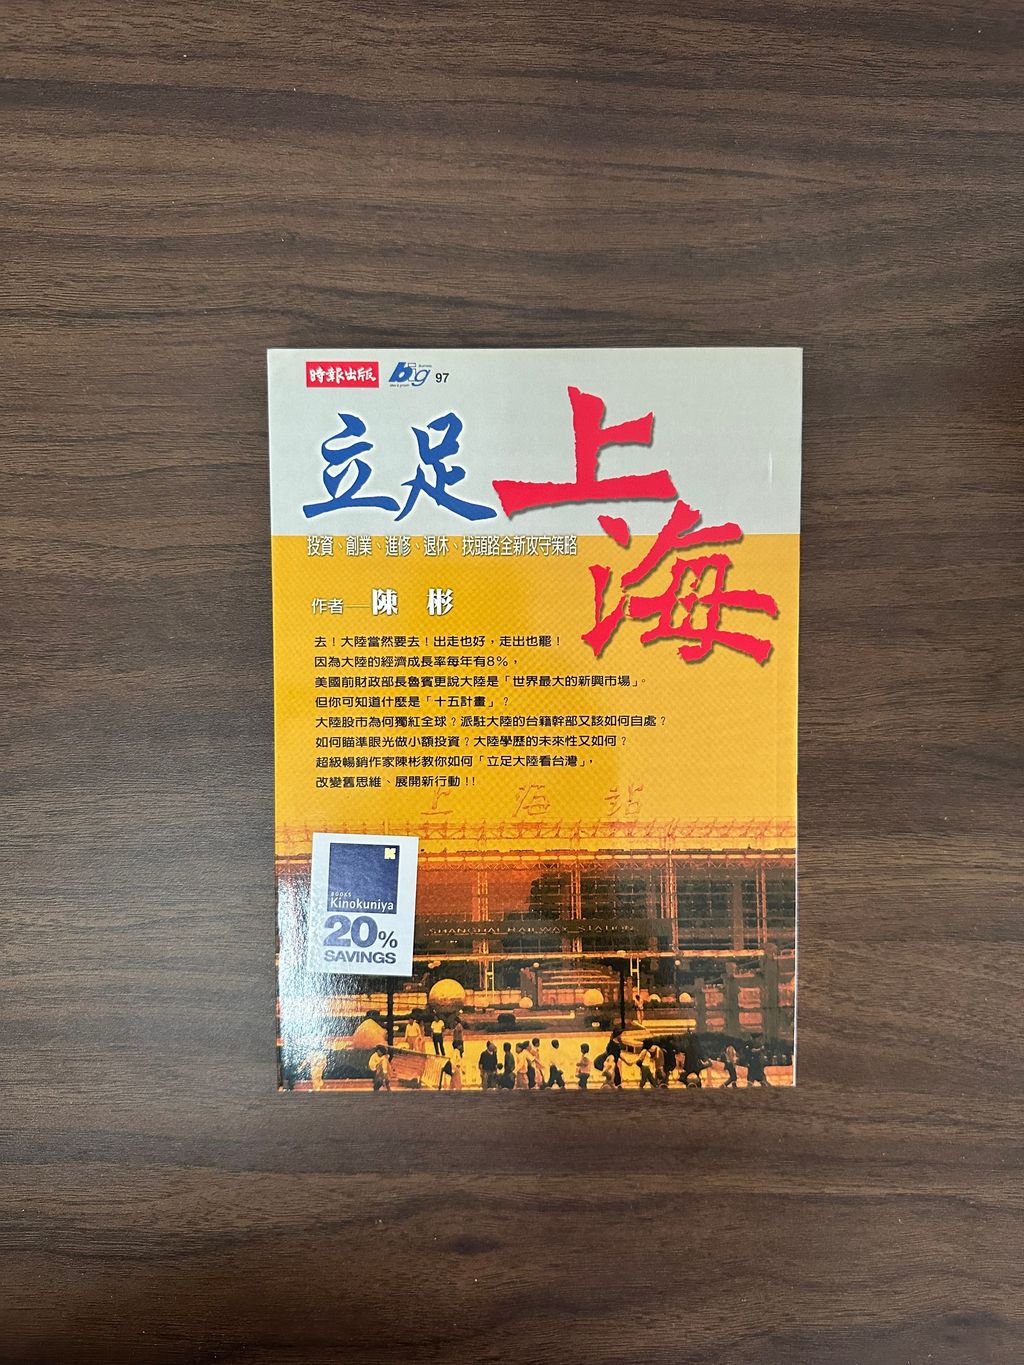 時報出版 big 97
立足上海
投資、創業、進修、退休、找頭路全新攻守策略
作者——陳 彬
去！大陸當然要去！出走也好，走出也罷！
因為大陸的經濟成長率每年有8%，
美國前財政部長魯賓更說大陸是「世界最大的新興市場」。
但你可知道什麼是「十五計畫」？
大陸股市為何獨紅全球？派駐大陸的台籍幹部又該如何自處？
如何瞄準眼光做小額投資？大陸學歷的未來性又如何？
超級暢銷作家陳彬教你如何「立足大陸看台灣」，
改變舊思維、展開新行動！！
上海站
SHANGHAI RAILWAY STATION
BOOKS
Kinokuniya
20%
SAVINGS